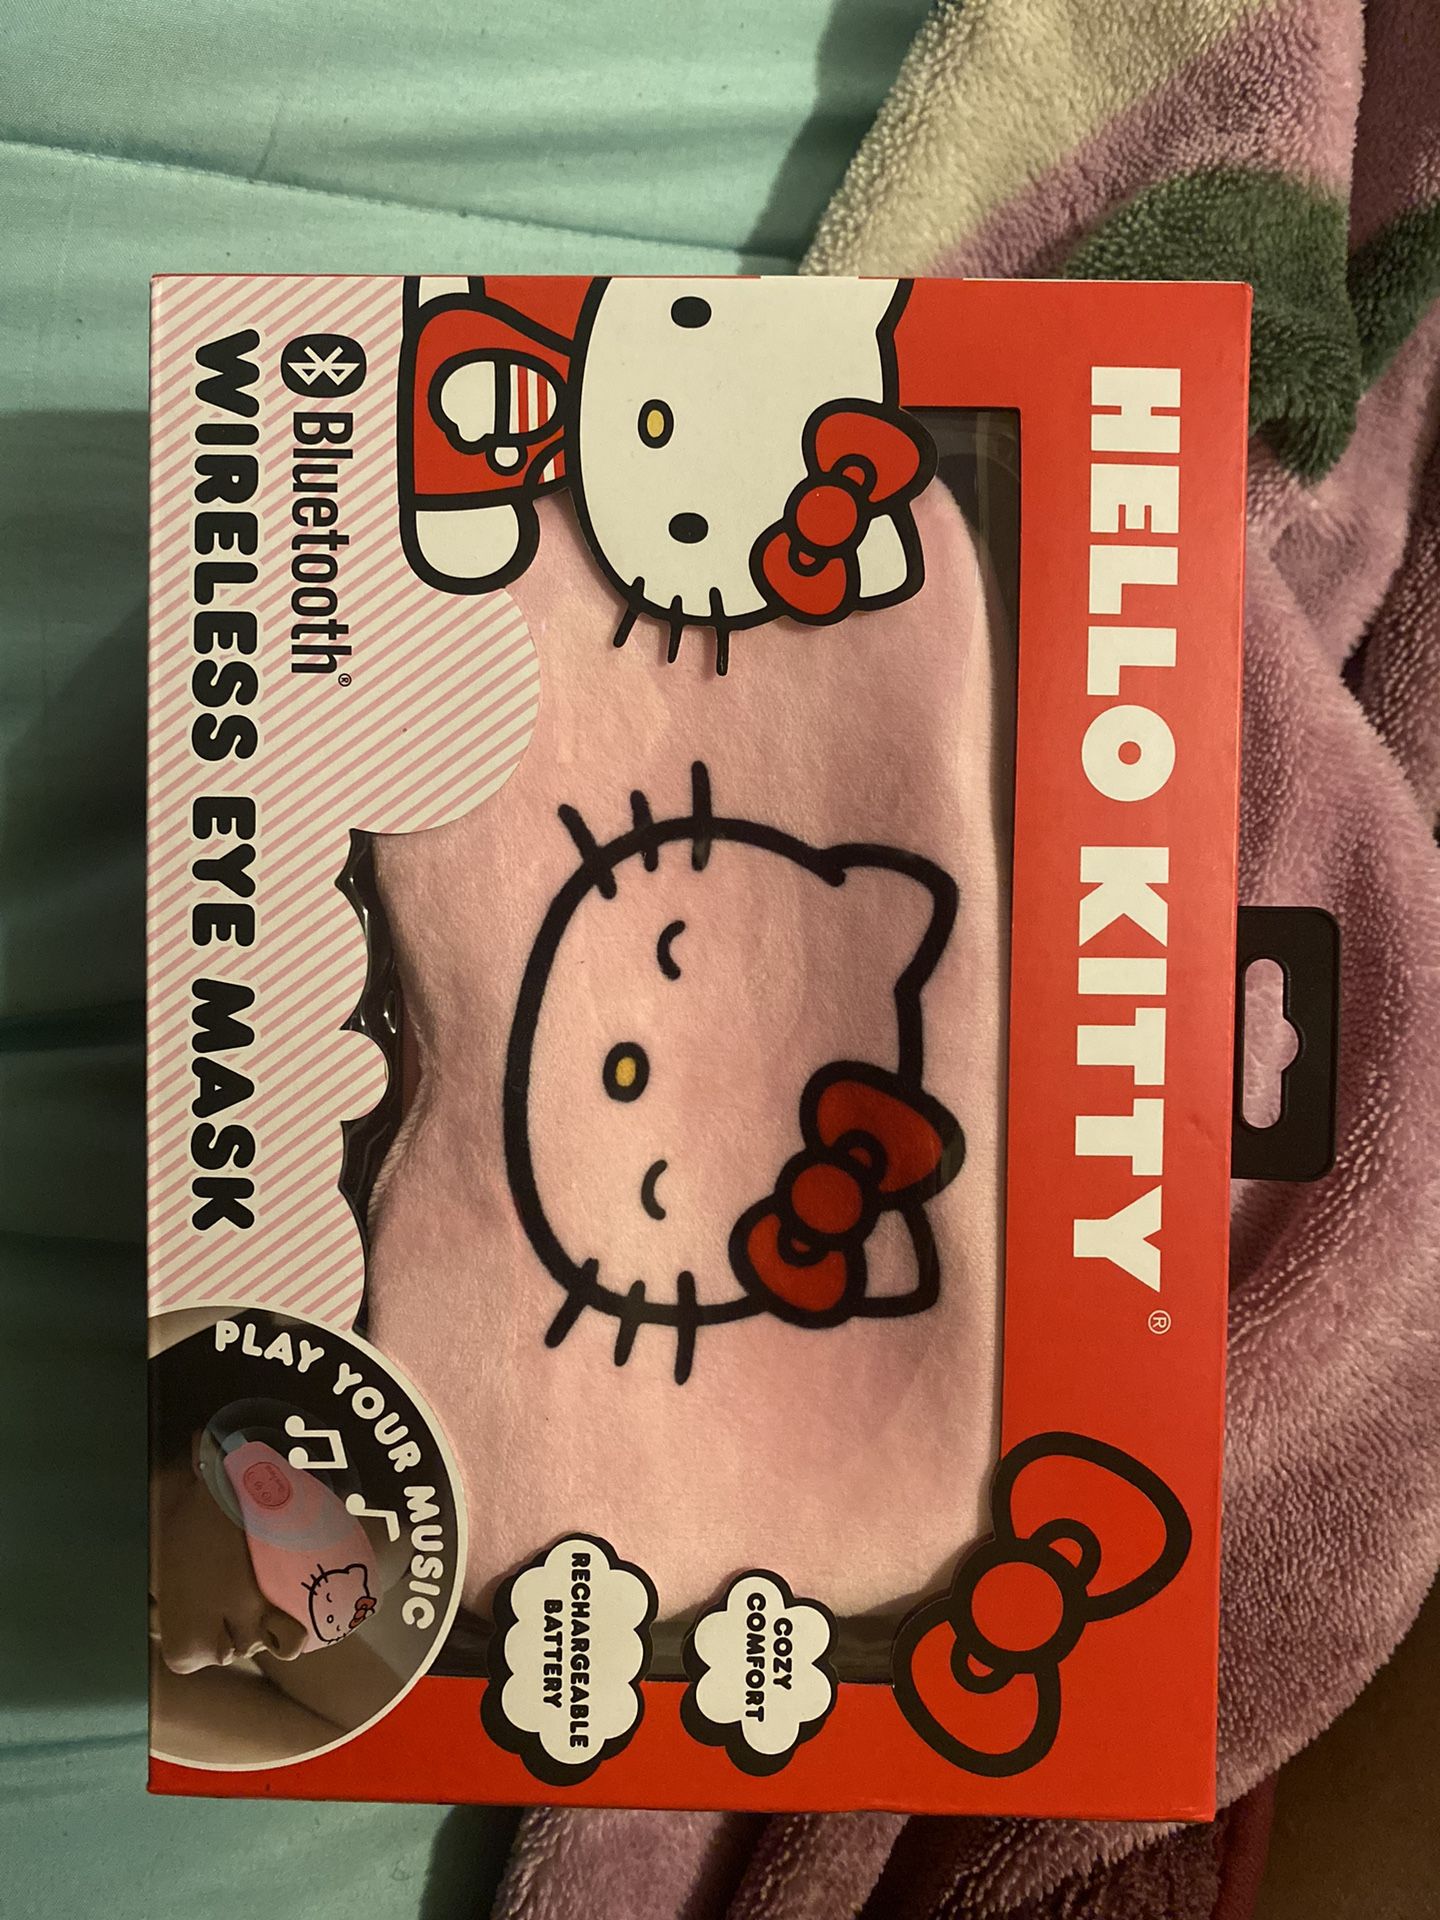 HELLO KITTY®
COZY
COMFORT
RECHARGEABLE
BATTERY
Bluetooth®
WIRELESS EYE MASK
PLAY YOUR MUSIC